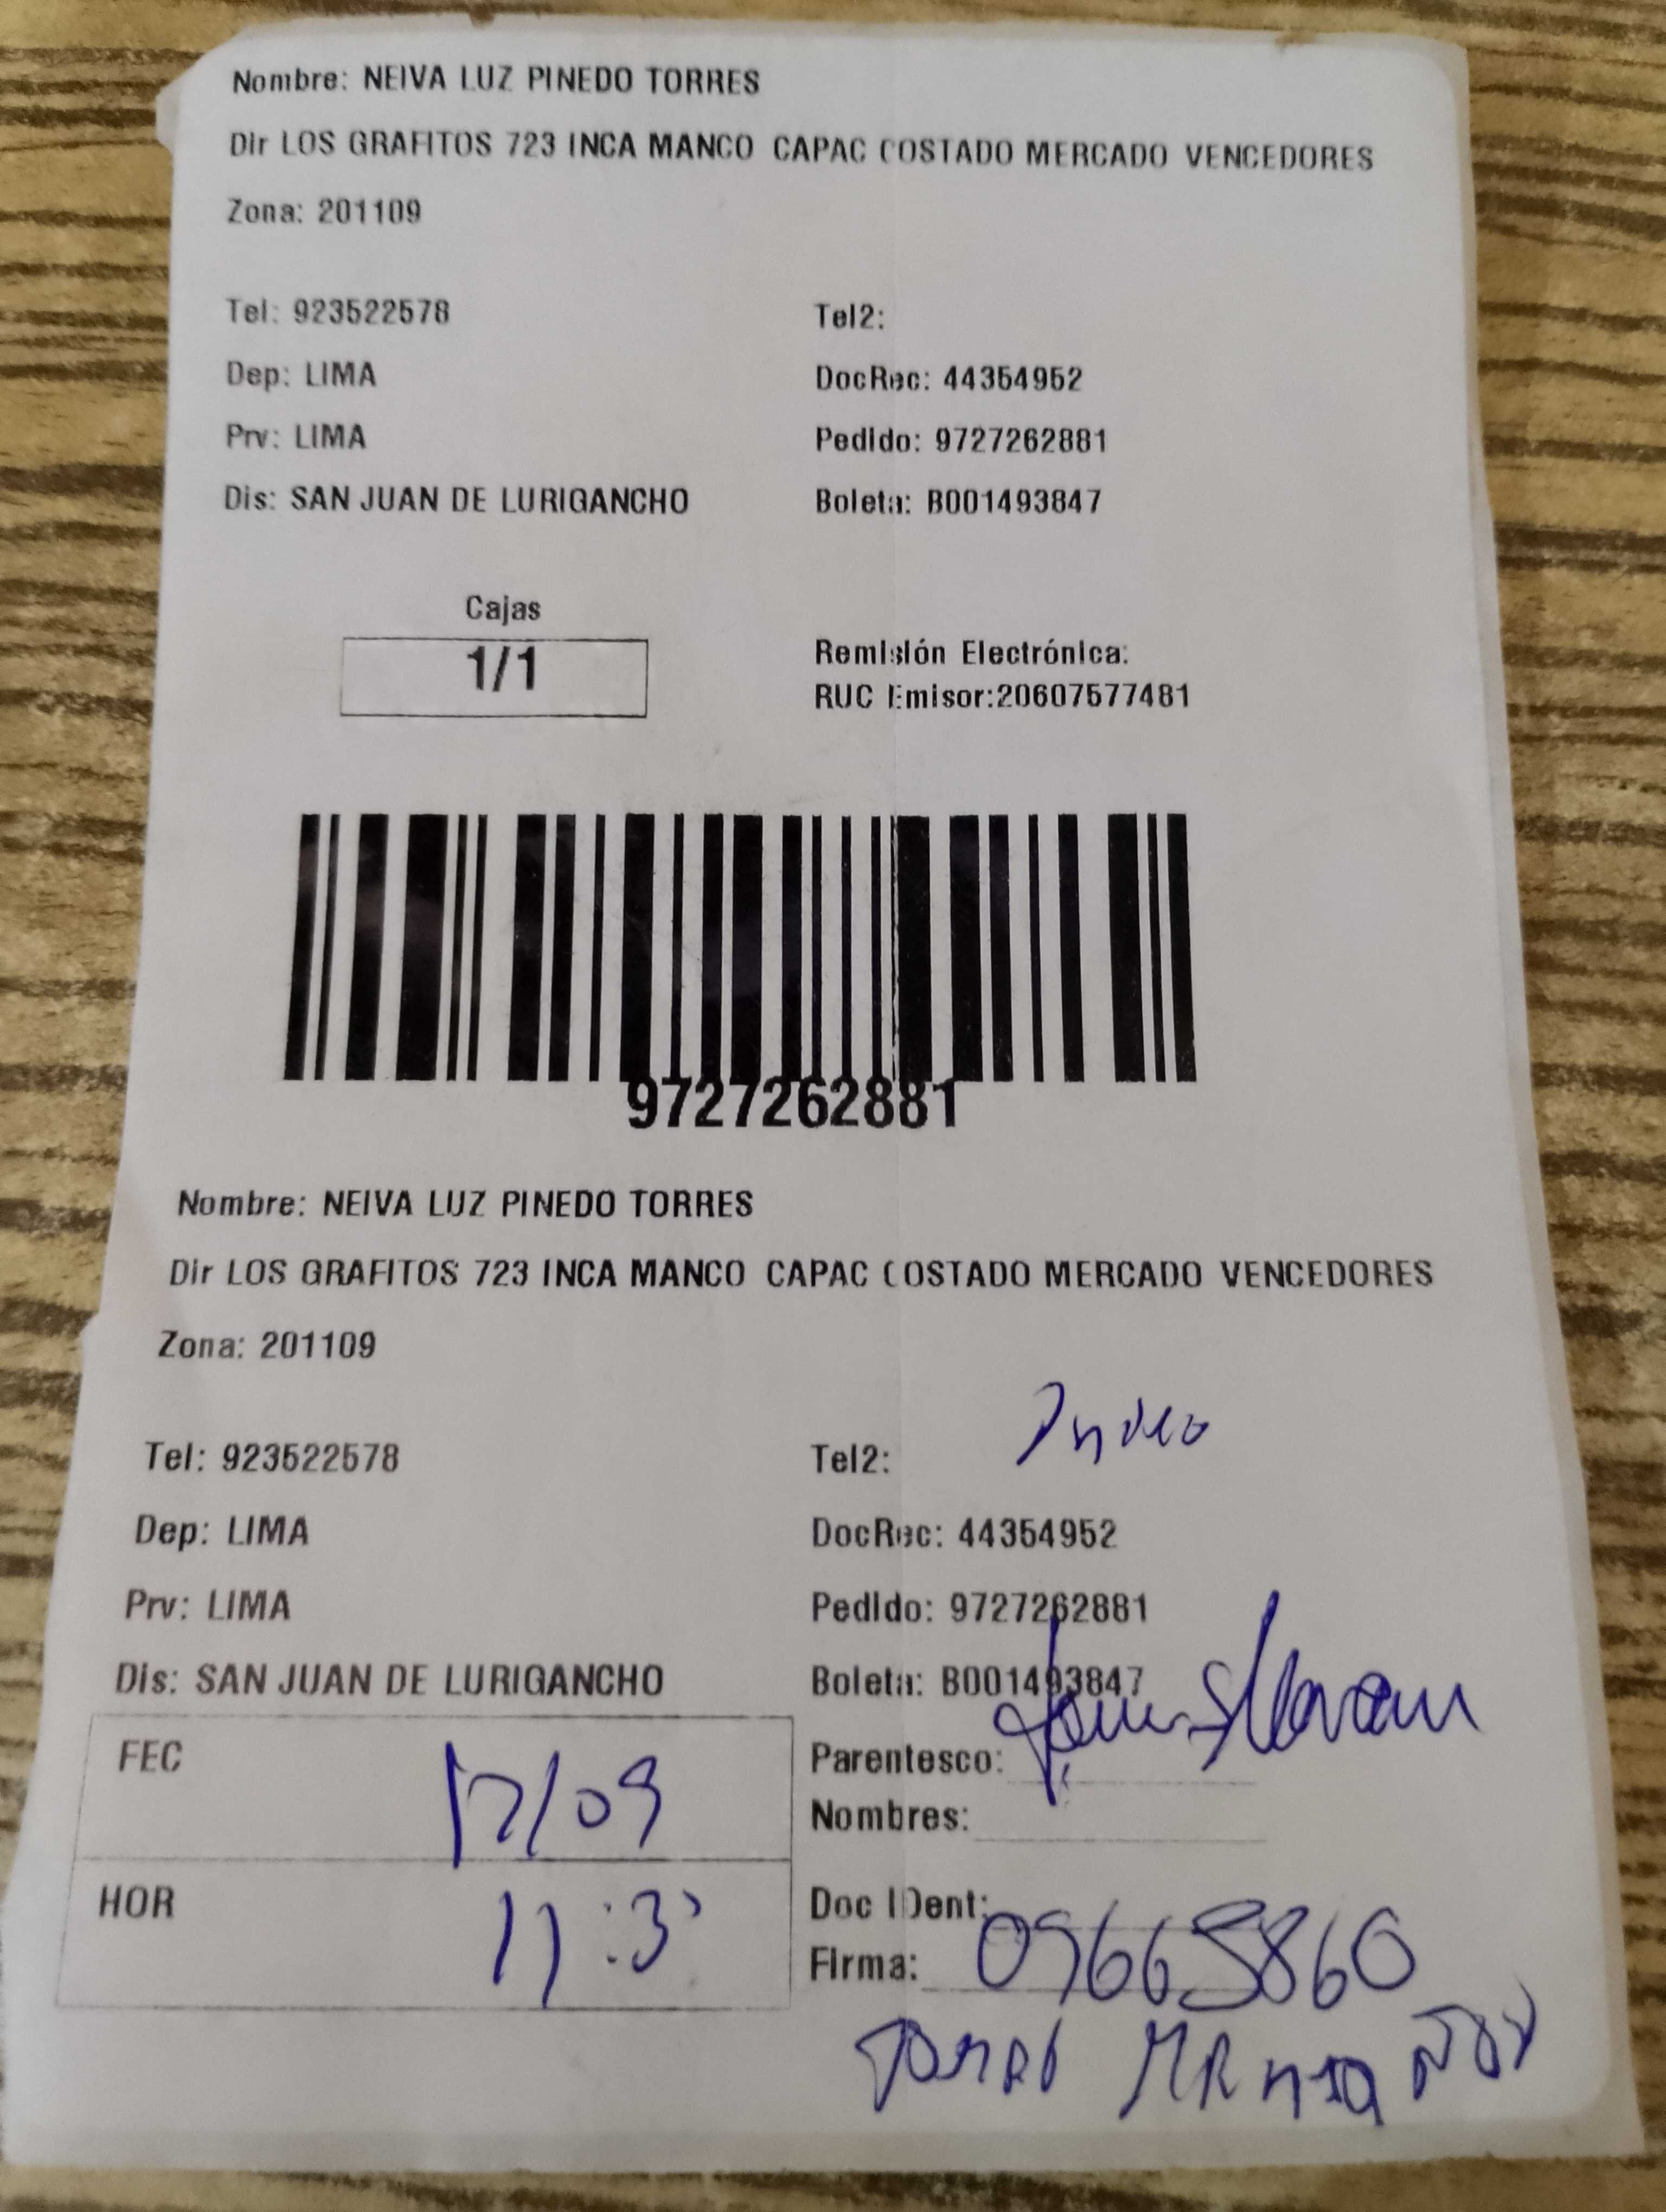 Nombre: NEIVA LUZ PINEDO TORRES
Dir LOS GRAFITOS 723 INCA MANCO CAPAC COSTADO MERCADO VENCEDORES
Zona: 201109
Tel: 923522578 Tel2:
Dep: LIMA DocRec: 44354952
Prv: LIMA Pedido: 9727262881
Dis: SAN JUAN DE LURIGANCHO Boleta: B001493847
Cajas
1/1
Remisión Electrónica:
RUC Emisor:20607577481
9727262881
Nombre: NEIVA LUZ PINEDO TORRES
Dir LOS GRAFITOS 723 INCA MANCO CAPAC COSTADO MERCADO VENCEDORES
Zona: 201109
Tel: 923522578 Tel2:
Dep: LIMA DocRec: 44354952
Prv: LIMA Pedido: 9727262881
Dis: SAN JUAN DE LURIGANCHO Boleta: B001493847
FEC 17/09
Parentesco:
Nombres:
HOR
Doc IDent:
Firma: 09665860